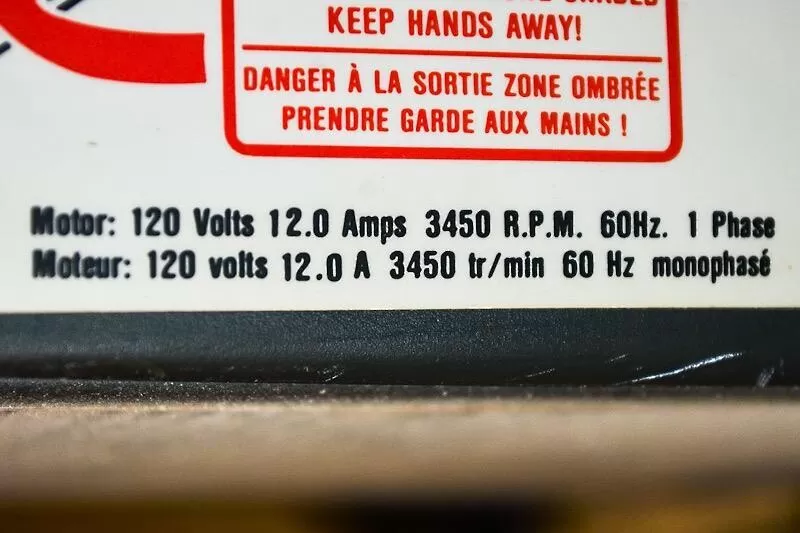 KEEP HANDS AWAY!
DANGER À LA SORTIE ZONE OMBRÉE
PRENDRE GARDE AUX MAINS !
Motor: 120 Volts 12.0 Amps 3450 R.P.M. 60Hz. 1 Phase
Moteur: 120 volts 12.0 A 3450 tr/min 60 Hz monophasé